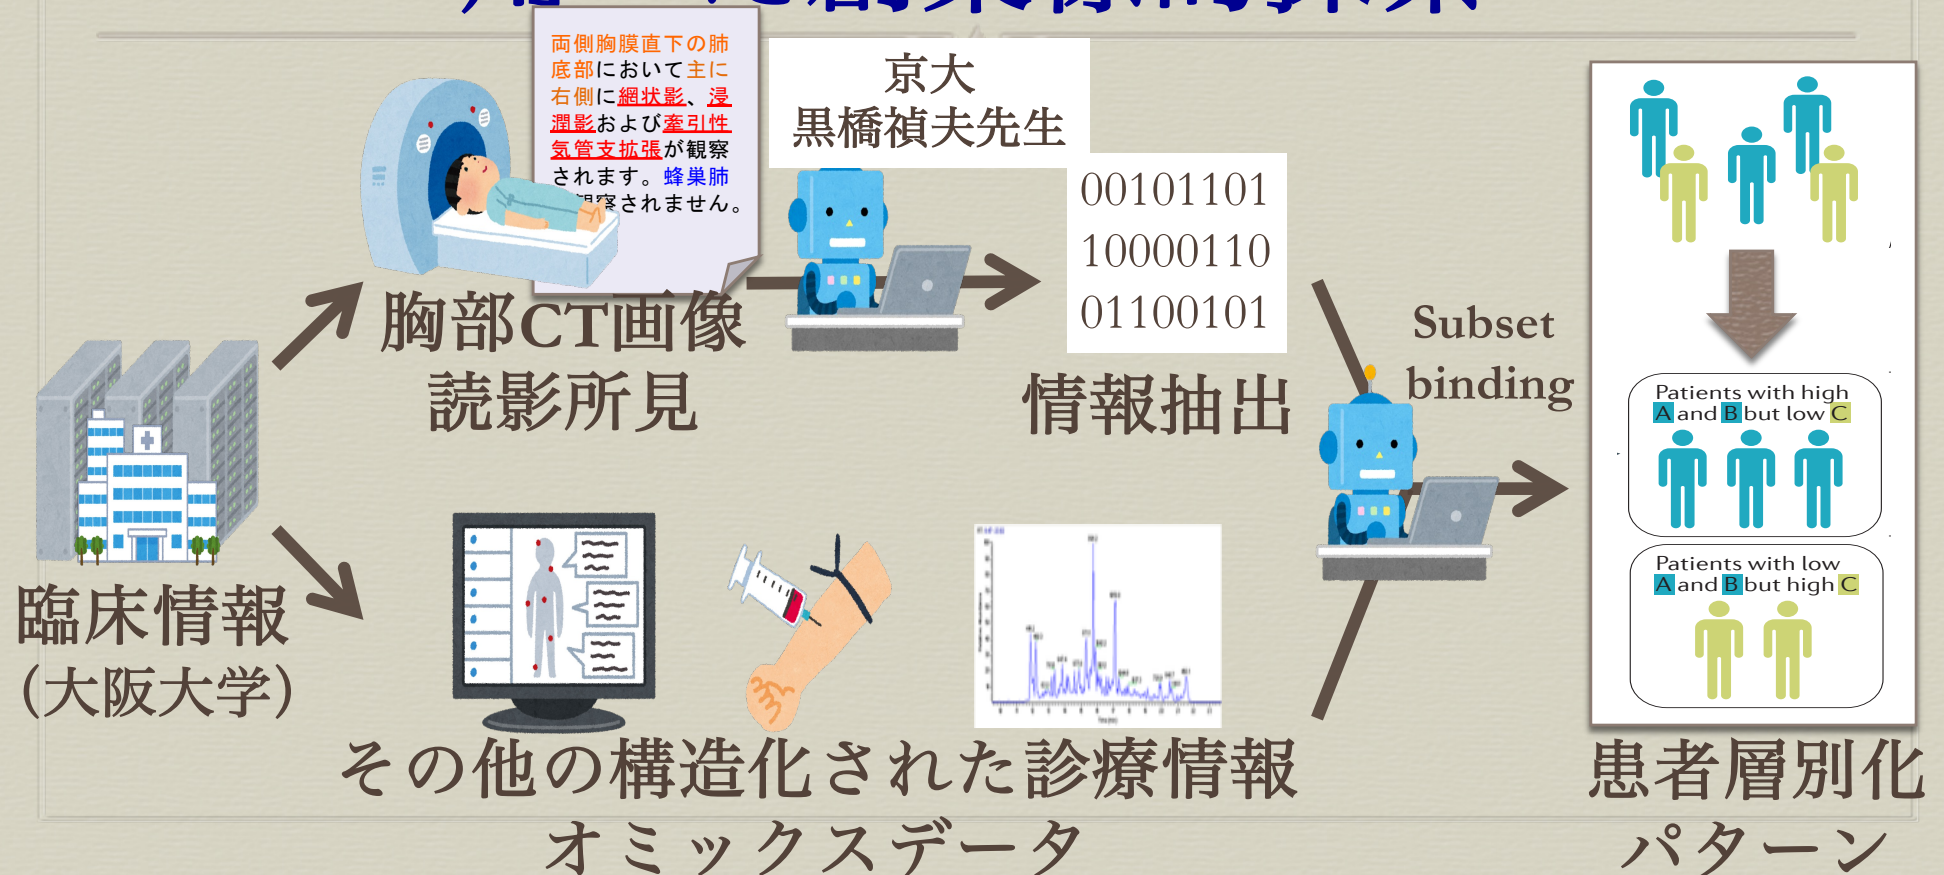 両側胸膜直下の肺
底部において主に
右側に網状影、浸
潤影および牽引性
気管支拡張が観察
されます。蜂巣肺
観察されません。
京大
黒橋禎夫先生
00101101
10000110
01100101
胸部CT画像
読影所見
情報抽出
Subset
binding
臨床情報
(大阪大学)
その他の構造化された診療情報
オミックスデータ
Patients with high
A and B but low C
Patients with low
A and B but high C
患者層別化
パターン